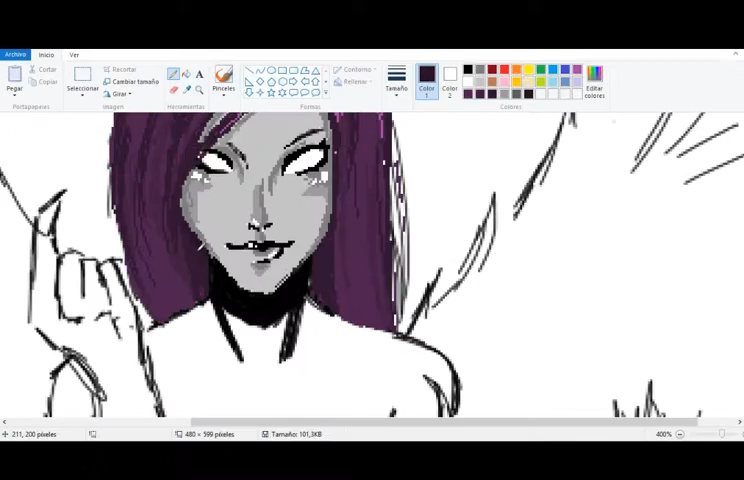 Archivo Inicio Ver
Pegar
Cortar
Copiar
Portapapeles
Seleccionar
Recortar
Cambiar tamaño
Girar
Imagen
A
Herramientas
Pinceles
Contorno
Rellenar
Formas
Tamaño
Color 1
Color 2
Editar colores
Colores
211, 200 píxeles
480 × 599 píxeles
Tamaño: 101,3KB
400%